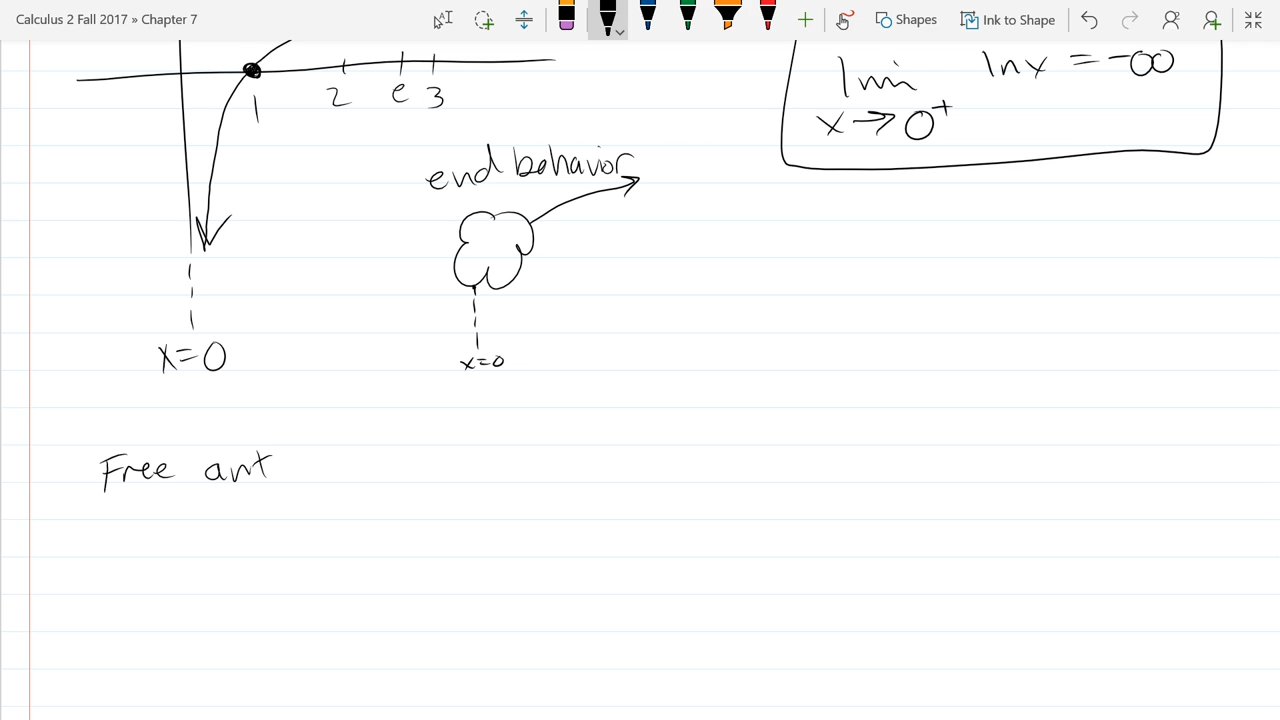 Calculus 2 Fall 2017 » Chapter 7
Shapes
Ink to Shape
1 2 e 3
lim ln x = -∞
x → 0⁺
end behavior
x=0
x=0
Free ant